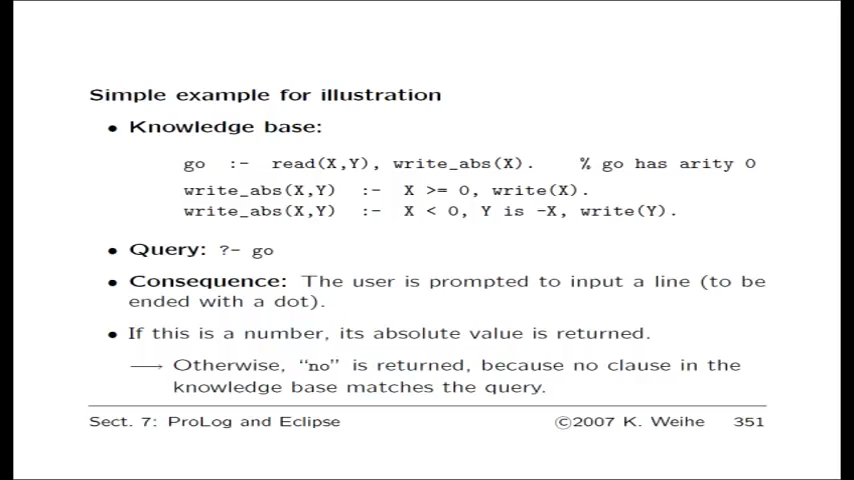 Simple example for illustration
• Knowledge base:
go :- read(X,Y), write_abs(X). % go has arity 0
write_abs(X,Y) :- X >= 0, write(X).
write_abs(X,Y) :- X < 0, Y is -X, write(Y).
• Query: ?- go
• Consequence: The user is prompted to input a line (to be
ended with a dot).
• If this is a number, its absolute value is returned.
⟶ Otherwise, “no” is returned, because no clause in the
knowledge base matches the query.
Sect. 7: ProLog and Eclipse ©2007 K. Weihe 351